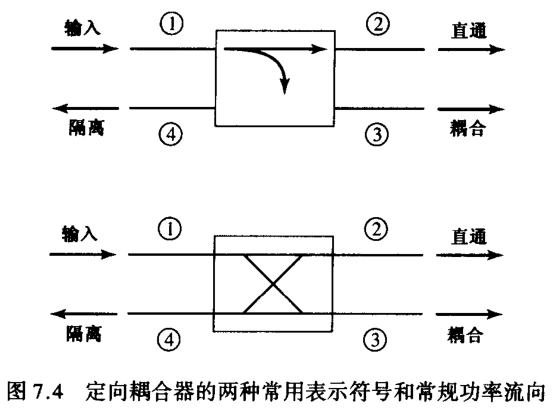 输入 ① ② 直通
隔离 ④ ③ 耦合
输入 ① ② 直通
隔离 ④ ③ 耦合
图 7.4 定向耦合器的两种常用表示符号和常规功率流向